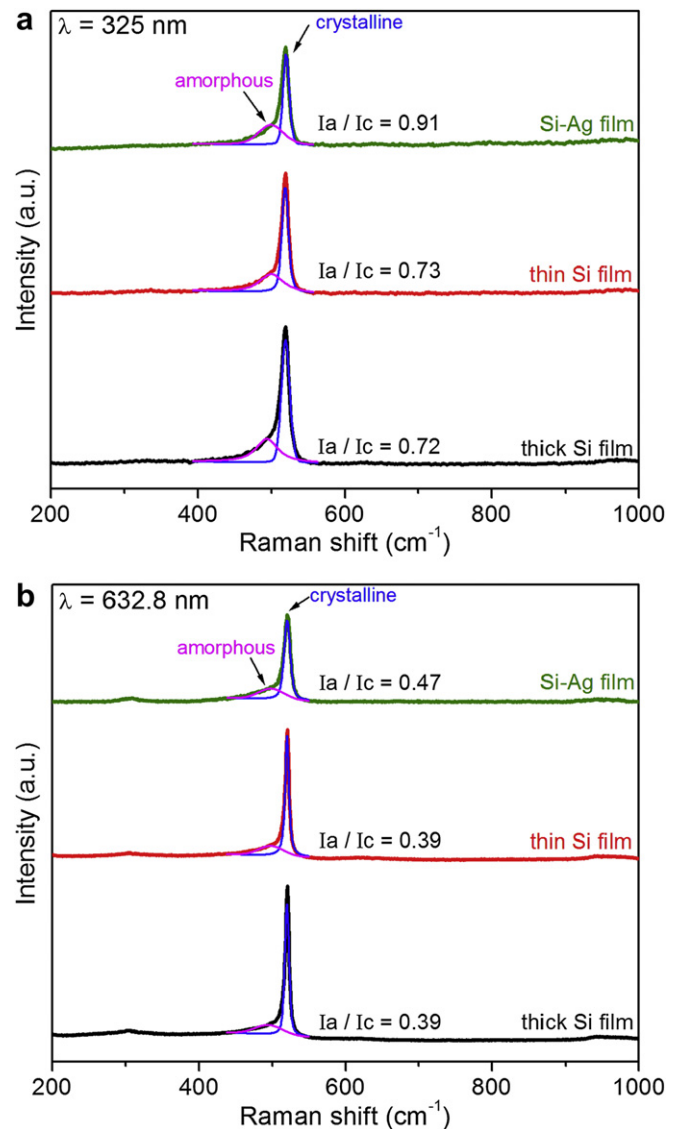 a
λ = 325 nm
crystalline
amorphous
Ia / Ic = 0.91
Si-Ag film
Ia / Ic = 0.73
thin Si film
Ia / Ic = 0.72
thick Si film
Intensity (a.u.)
200 400 600 800 1000
Raman shift (cm⁻¹)
b
λ = 632.8 nm
crystalline
amorphous
Ia / Ic = 0.47
Si-Ag film
Ia / Ic = 0.39
thin Si film
Ia / Ic = 0.39
thick Si film
Intensity (a.u.)
200 400 600 800 1000
Raman shift (cm⁻¹)